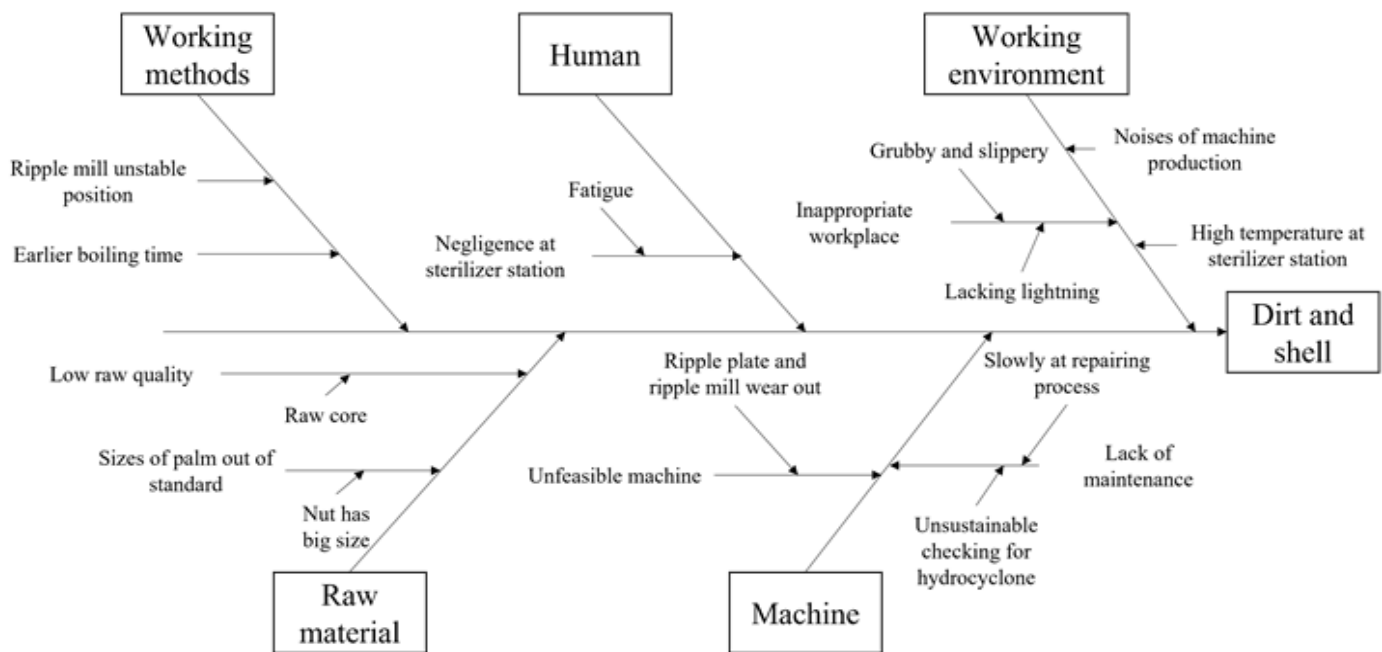 Working
methods
Human
Working
environment
Ripple mill unstable
position
Earlier boiling time
Fatigue
Negligence at
sterilizer station
Grubby and slippery
Noises of machine
production
Inappropriate
workplace
Lacking lightning
High temperature at
sterilizer station
Dirt and
shell
Low raw quality
Raw core
Sizes of palm out of
standard
Nut has
big size
Ripple plate and
ripple mill wear out
Slowly at repairing
process
Unfeasible machine
Lack of
maintenance
Unsustainable
checking for
hydrocyclone
Raw
material
Machine